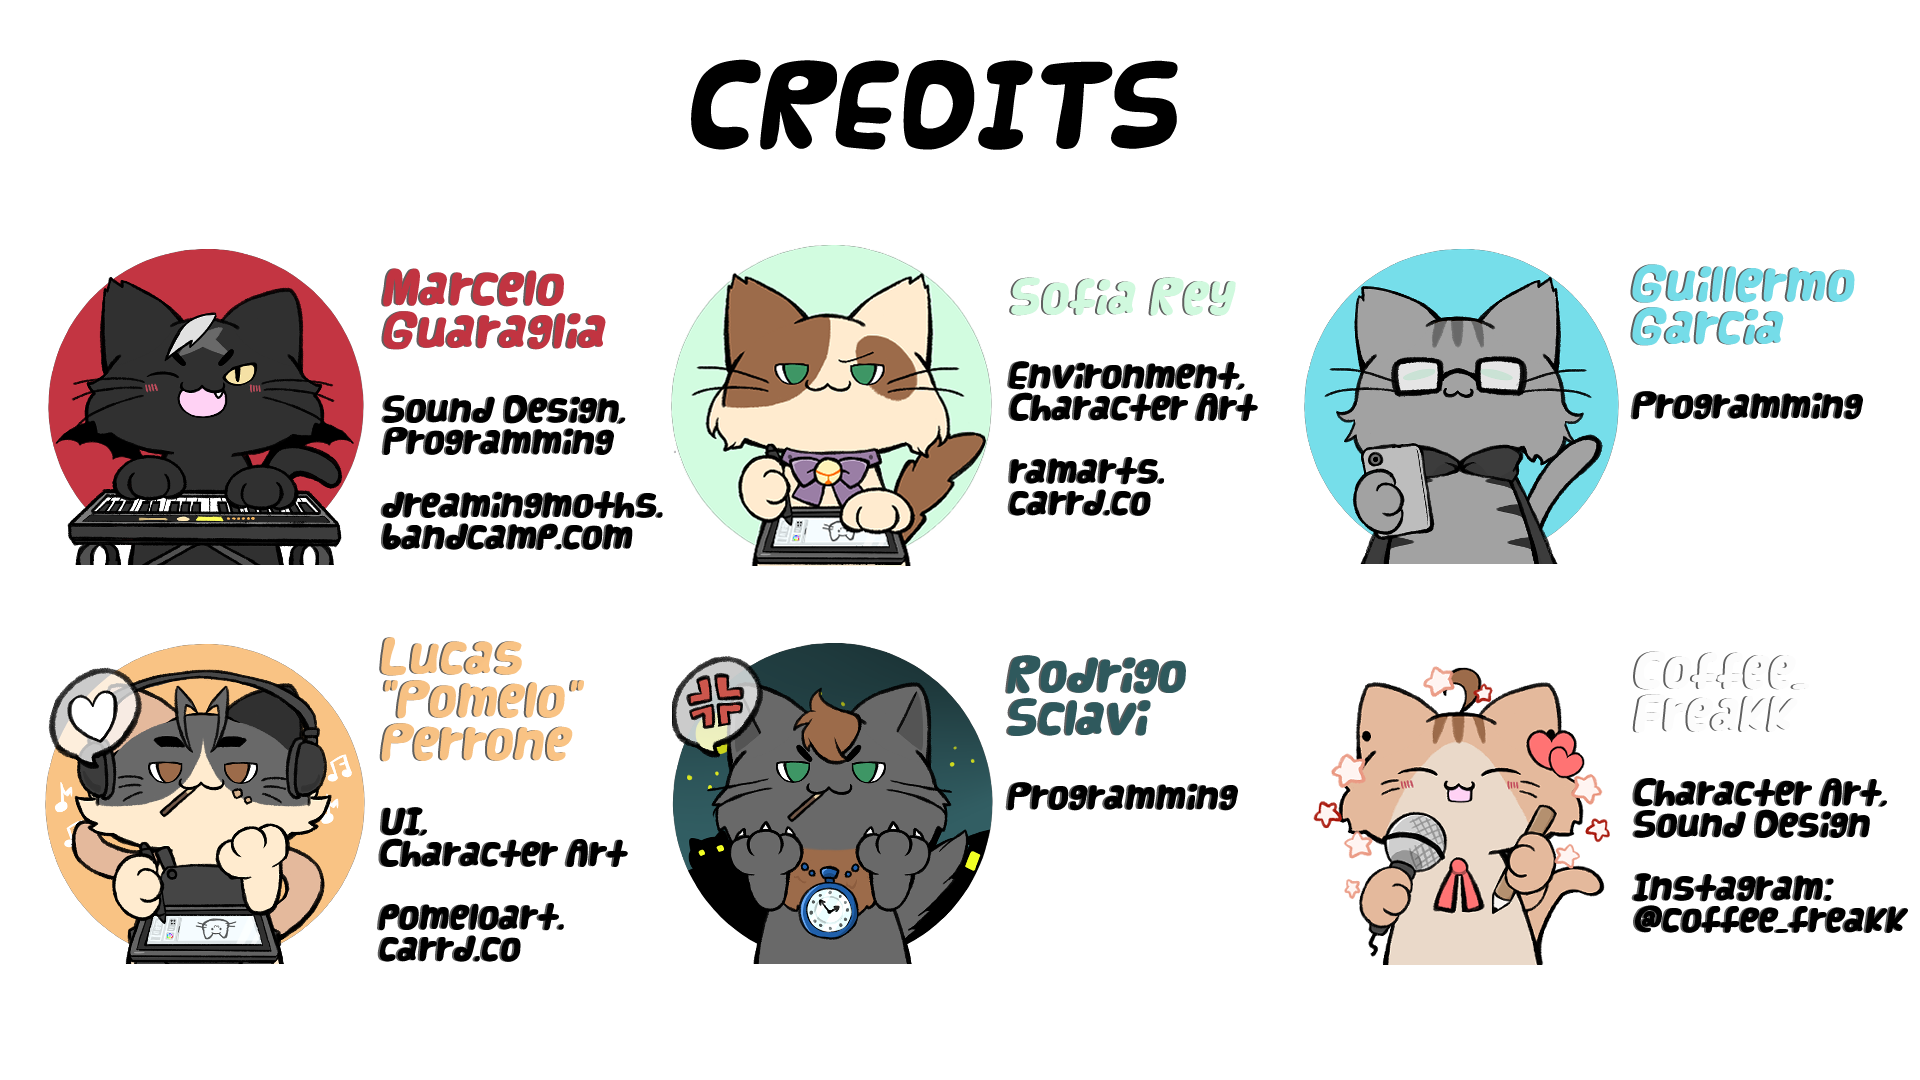 CREDITS
Marcelo
Guaraglia
Sound Design,
Programming
dreamingmoths.
bandcamp.com
Sofia Rey
Environment,
Character Art
ramarts.
carrd.co
Guillermo
Garcia
Programming
Lucas
"Pomelo"
Perrone
UI,
Character Art
Pomeloart.
carrd.co
Rodrigo
Sclavi
Programming
Coffee_
Freakk
Character Art,
Sound Design
Instagram:
@coffee_freakk